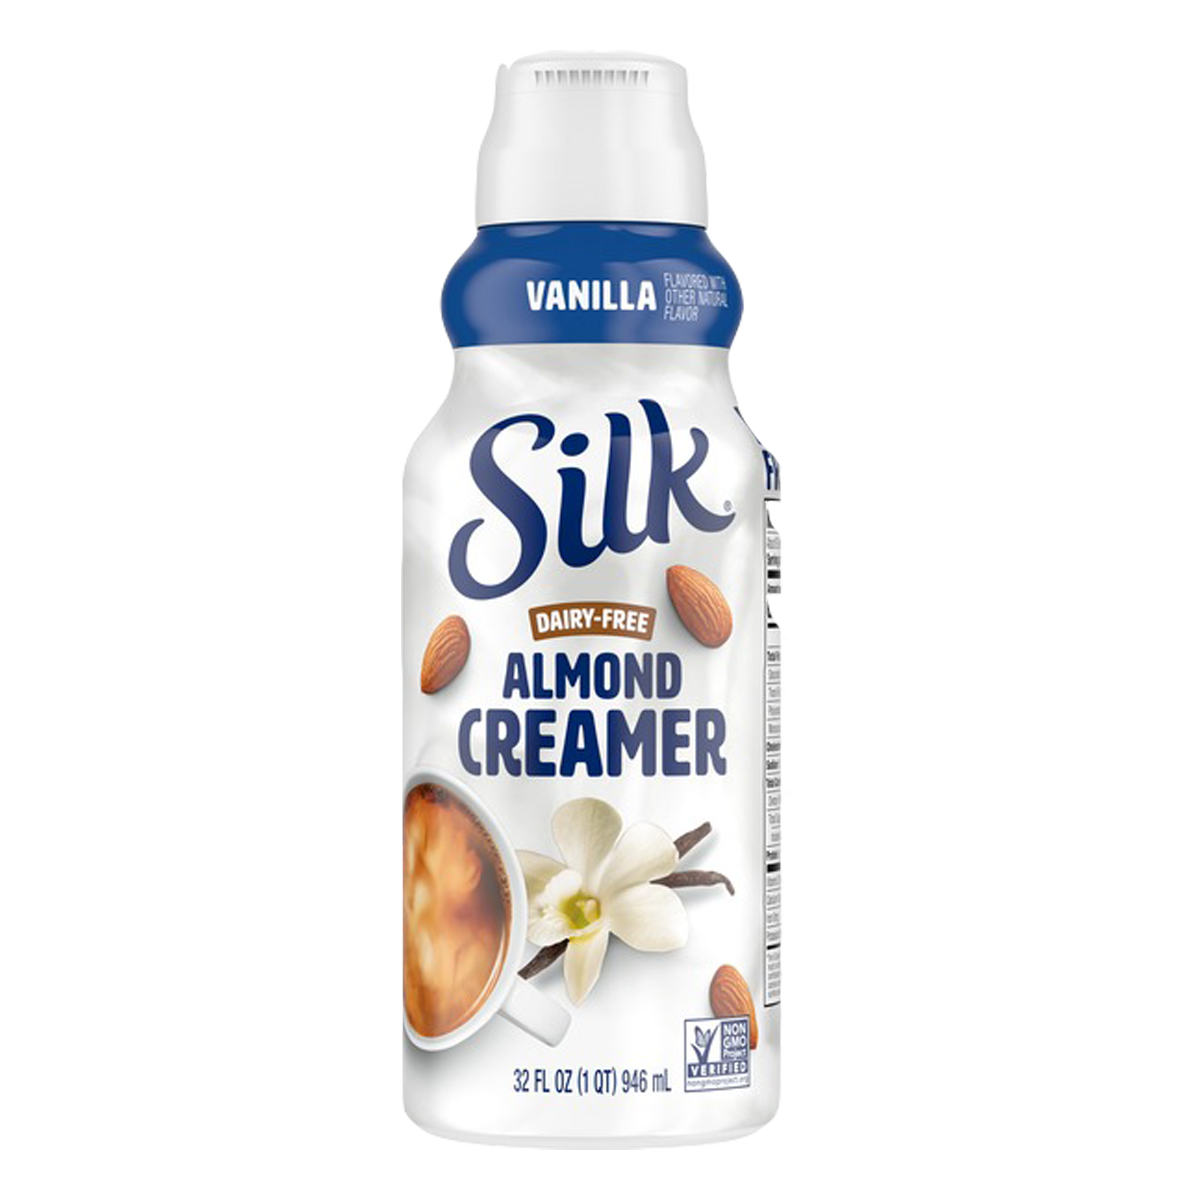 VANILLA
FLAVORED WITH
OTHER NATURAL
FLAVOR
Silk®
DAIRY-FREE
ALMOND
CREAMER
NON
GMO
Project
VERIFIED
nongmoproject.org
32 FL OZ (1 QT) 946 mL